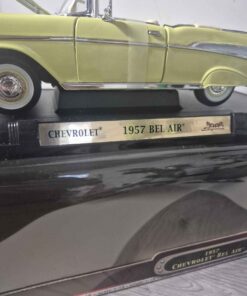 CHEVROLET® 1957 BEL AIR®
1957
CHEVROLET BEL AIR